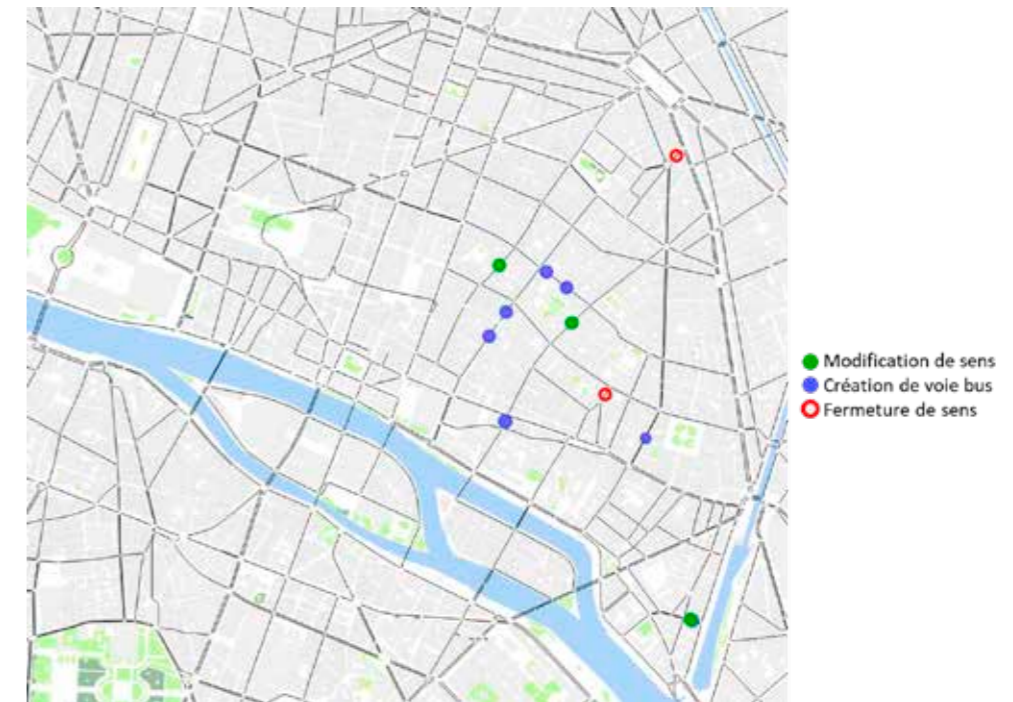 Modification de sens
Création de voie bus
Fermeture de sens